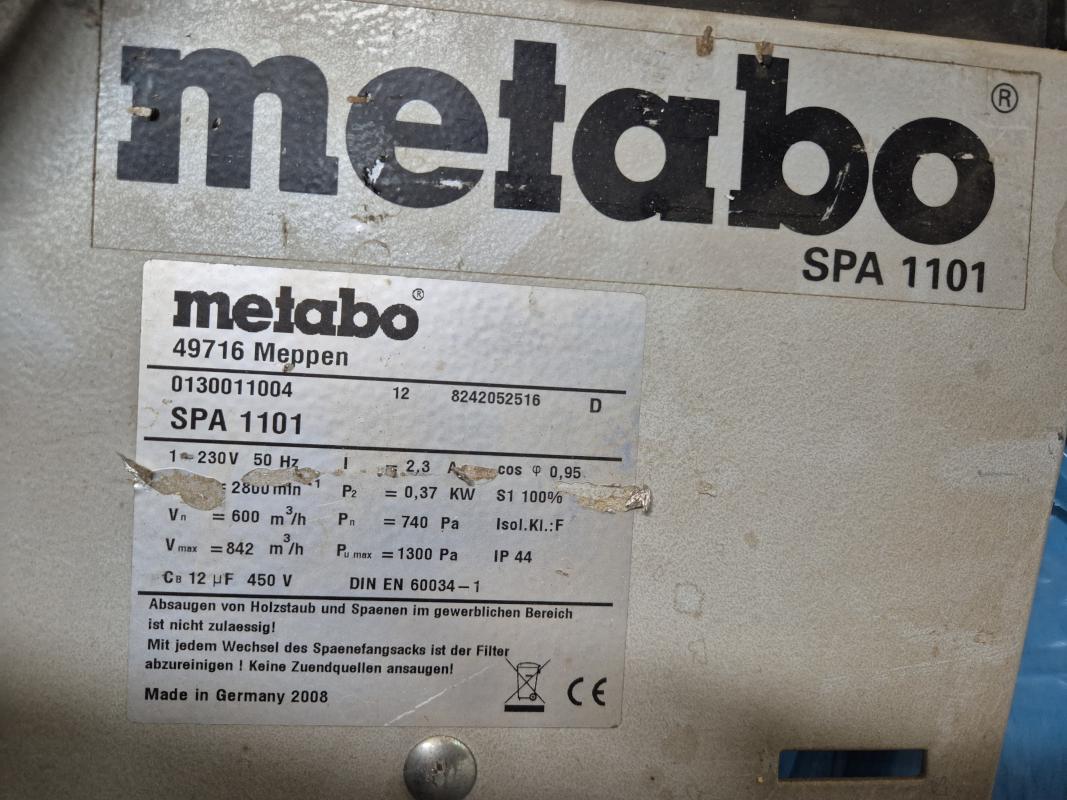 metabo®
SPA 1101
metabo®
49716 Meppen
0130011004 12 8242052516 D
SPA 1101
1~230V 50 Hz I = 2,3 A cos φ 0,95
= 2800 min⁻¹ P₂ = 0,37 KW S1 100%
Vn = 600 m³/h Pn = 740 Pa Isol.Kl.:F
Vmax = 842 m³/h Pu max = 1300 Pa IP 44
CB 12 µF 450 V DIN EN 60034-1
Absaugen von Holzstaub und Spaenen im gewerblichen Bereich
ist nicht zulaessig!
Mit jedem Wechsel des Spaenefangsacks ist der Filter
abzureinigen ! Keine Zuendquellen ansaugen!
Made in Germany 2008 CE